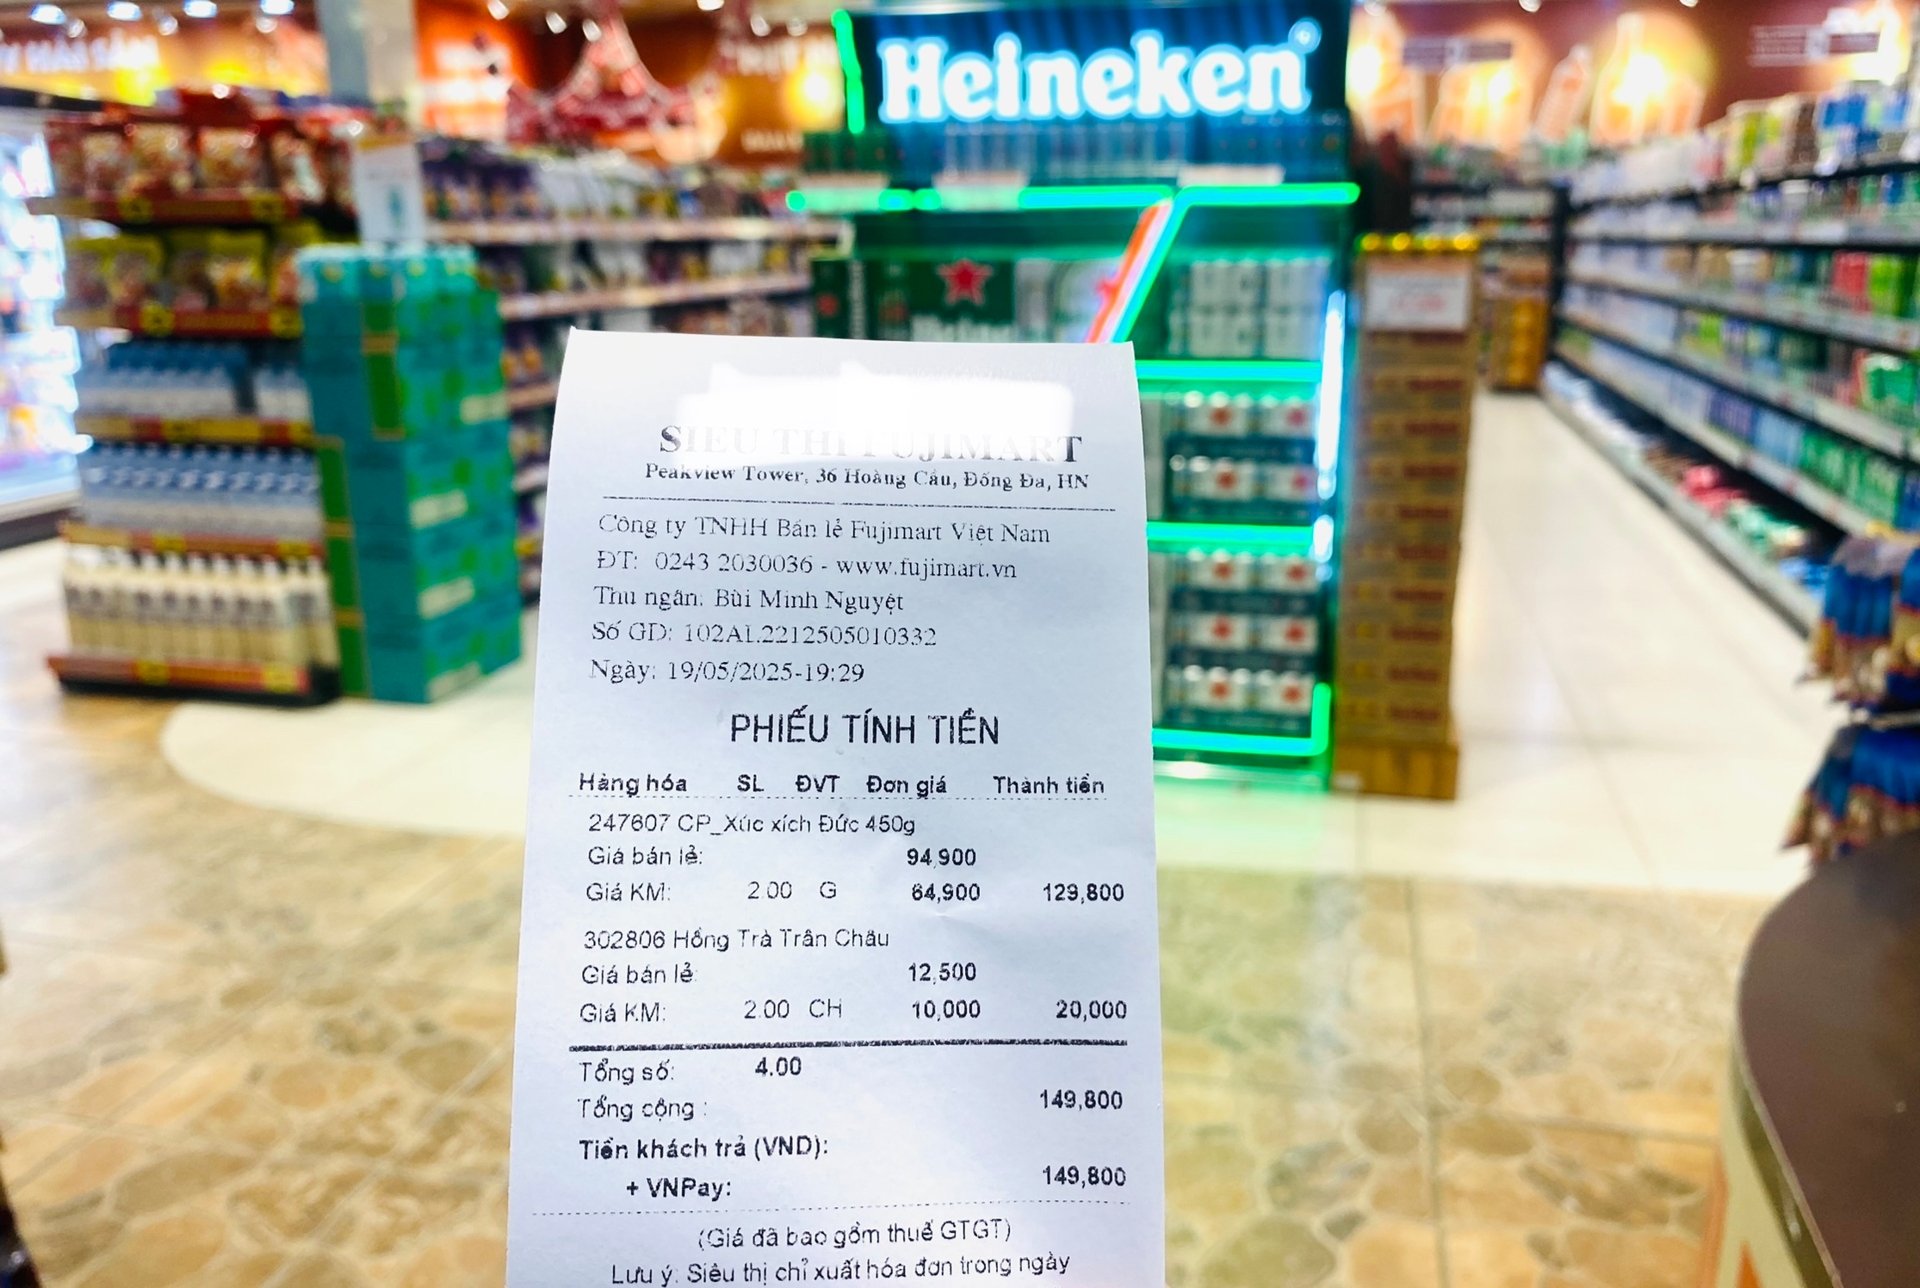 Heineken
SIÊU THỊ FUJIMART
Peakview Tower, 36 Hoàng Cầu, Đống Đa, HN
Công ty TNHH Bán lẻ Fujimart Việt Nam
ĐT: 0243 2030036 - www.fujimart.vn
Thu ngân: Bùi Minh Nguyệt
Số GD: 102AL2212505010332
Ngày: 19/05/2025-19:29
PHIẾU TÍNH TIỀN
Hàng hóa SL ĐVT Đơn giá Thành tiền
247607 CP_Xúc xích Đức 450g
Giá bán lẻ: 94,900
Giá KM: 2.00 G 64,900 129,800
302806 Hồng Trà Trân Châu
Giá bán lẻ: 12,500
Giá KM: 2.00 CH 10,000 20,000
Tổng số: 4.00
Tổng cộng : 149,800
Tiền khách trả (VND):
+ VNPay: 149,800
(Giá đã bao gồm thuế GTGT)
Lưu ý: Siêu thị chỉ xuất hóa đơn trong ngày